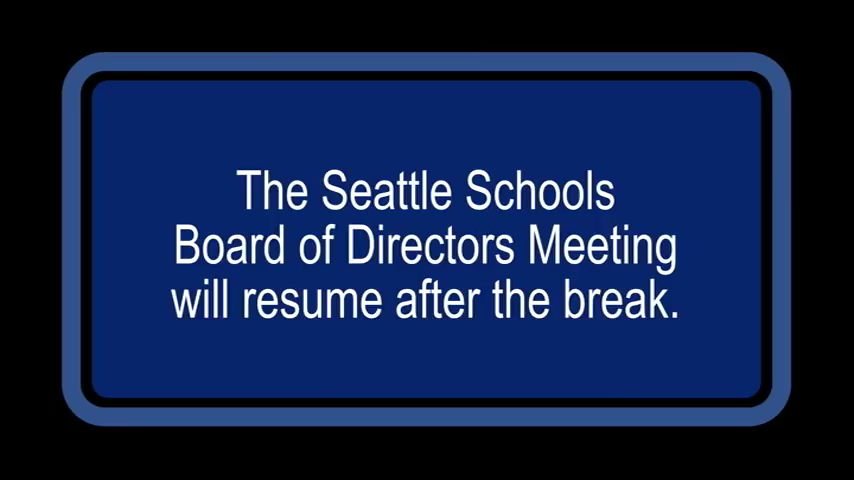 The Seattle Schools
Board of Directors Meeting
will resume after the break.